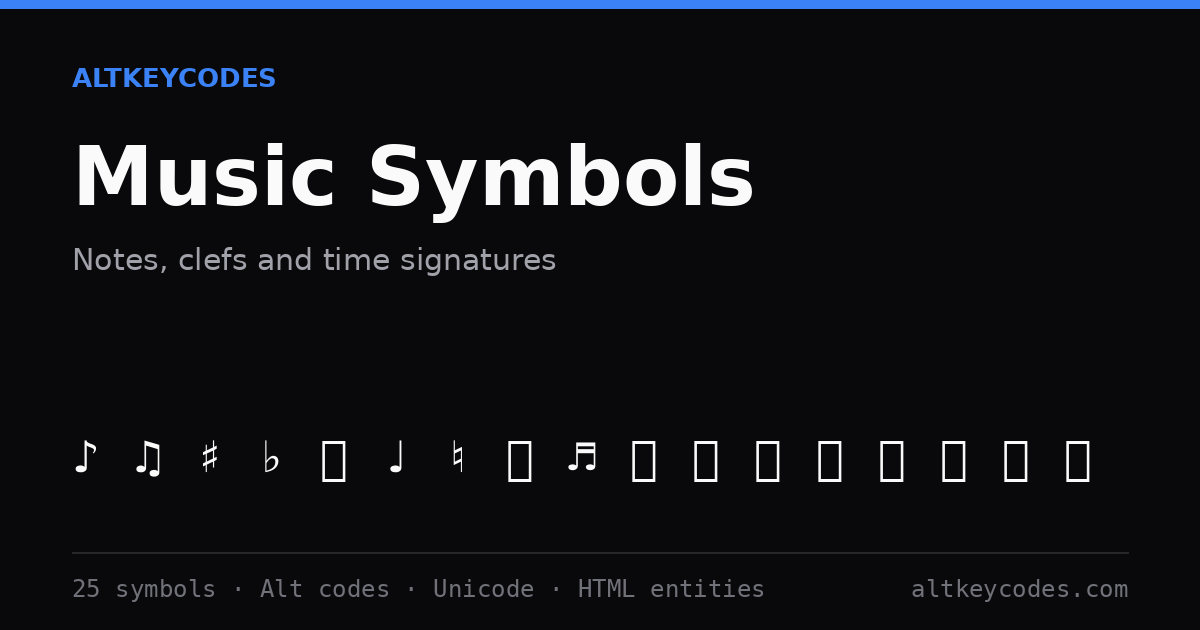 ALTKEYCODES
Music Symbols
Notes, clefs and time signatures
♪ ♫ ♯ ♭ ▯ ♩ ♮ ▯ ♬ ▯ ▯ ▯ ▯ ▯ ▯ ▯ ▯
25 symbols · Alt codes · Unicode · HTML entities altkeycodes.com